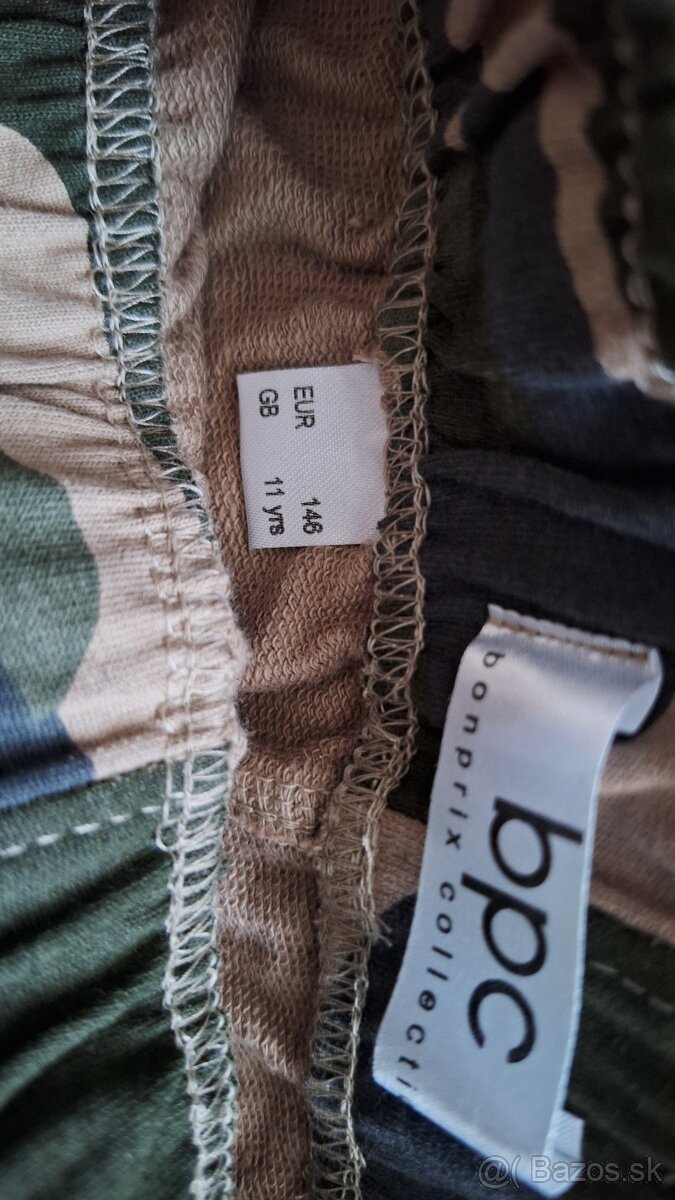 EUR 146
GB 11 yrs
bpc
bonprix collecti
@( Bazos.sk